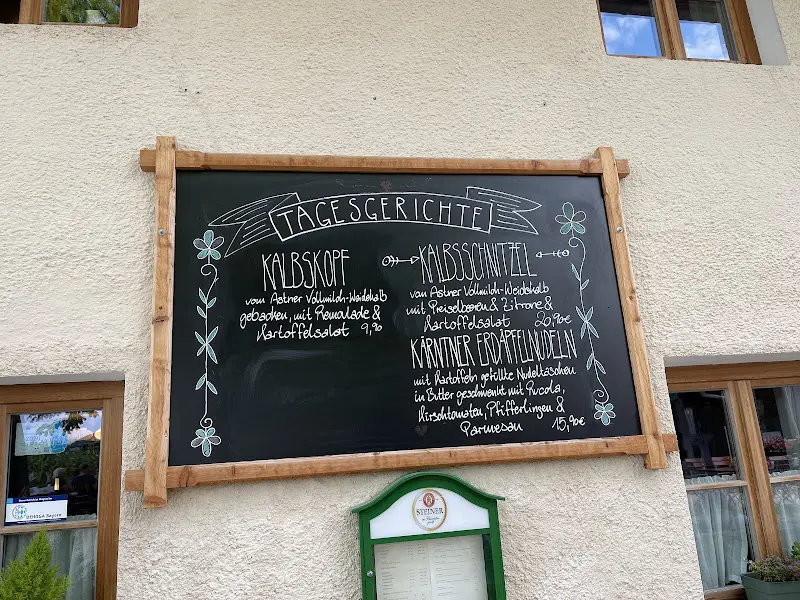 TAGESGERICHTE
KALBSKOPF
vom Astner Vollmilch-Weidekalb
gebacken, mit Remoulade &
Kartoffelsalat 9,90
KALBSSCHNITZEL
vom Astner Vollmilch-Weidekalb
mit Preiselbeeren & Zitrone &
Kartoffelsalat 20,90€
KÄRNTNER ERDÄPFELNUDELN
mit Kartoffeln gefüllte Nudeltaschen
in Butter geschwenkt mit Rucola,
Kirschtomaten, Pfifferlingen &
Parmesan 15,90€
STEINER
DEHOGA Bayern